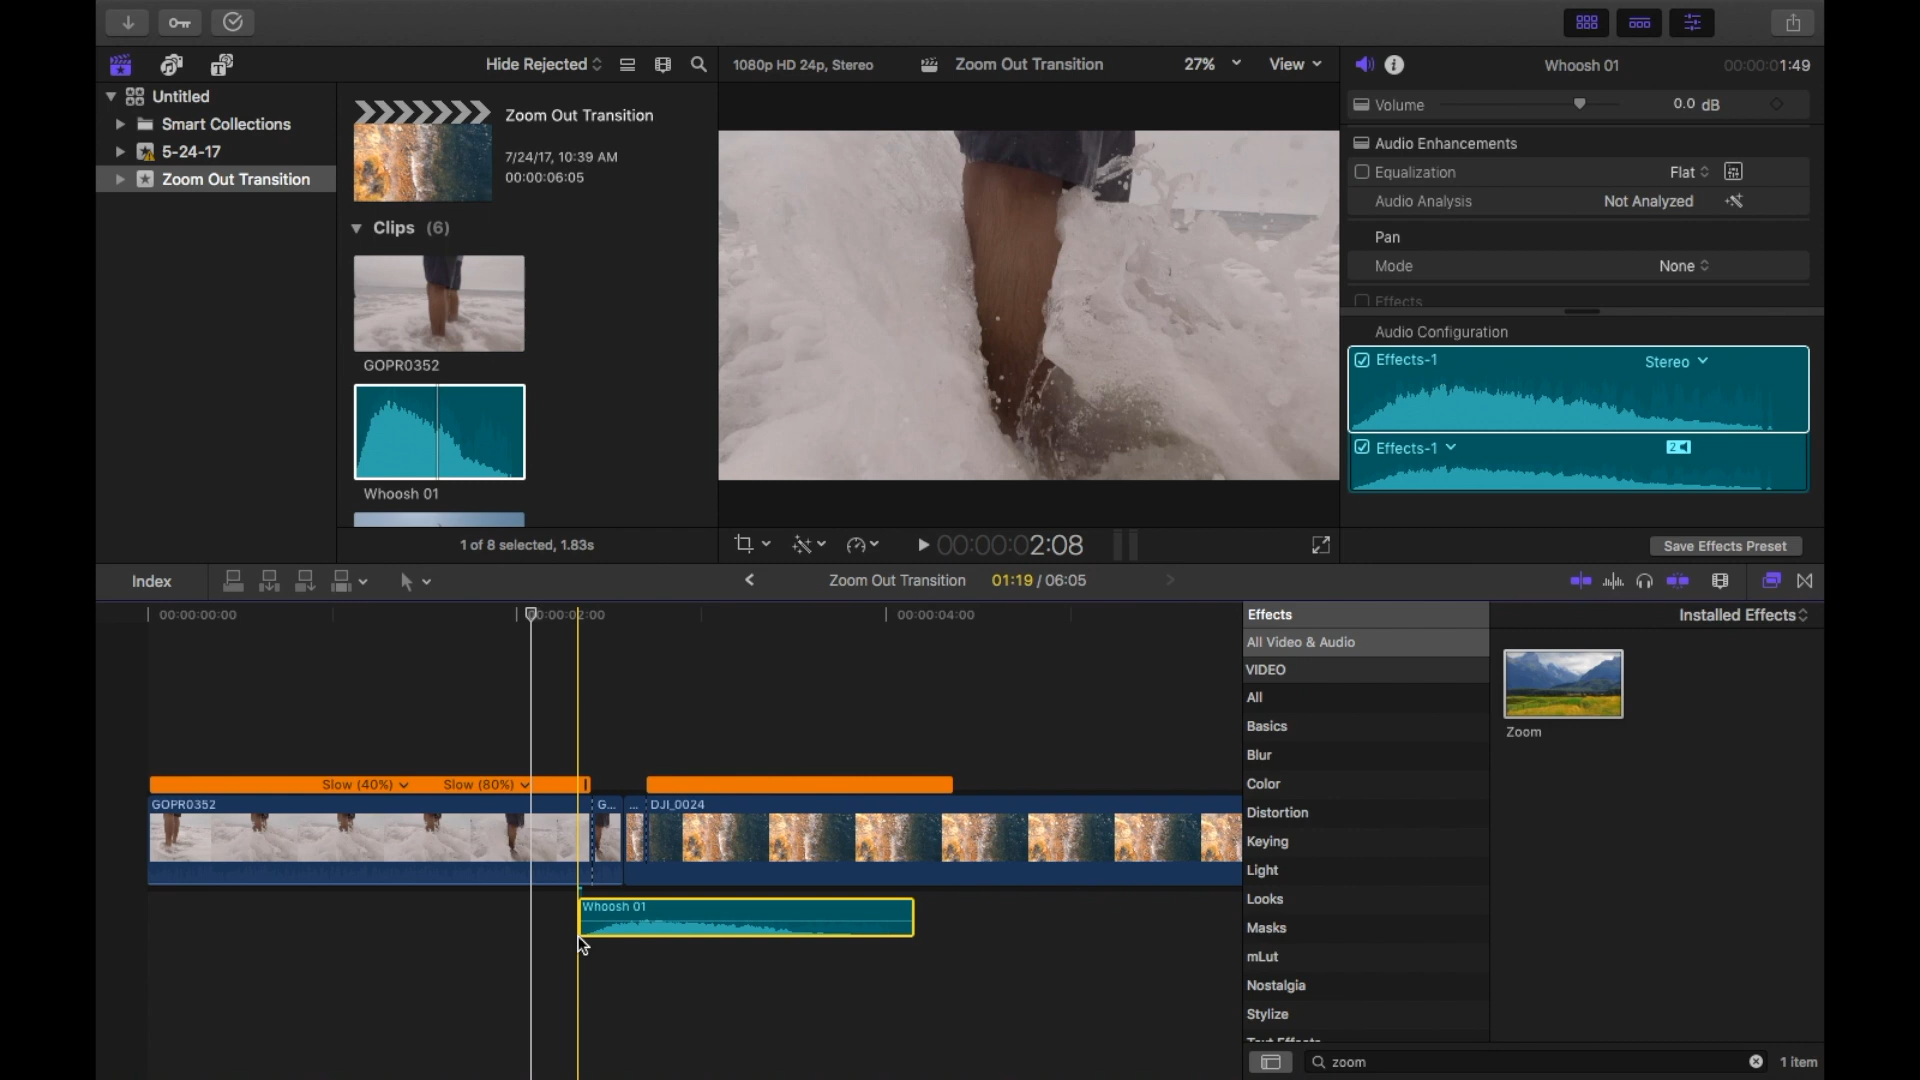 Hide Rejected
1080p HD 24p, Stereo
Zoom Out Transition
27%
View
Whoosh 01
00:00:01:49
Untitled
Smart Collections
5-24-17
Zoom Out Transition
Zoom Out Transition
7/24/17, 10:39 AM
00:00:06:05
Clips (6)
GOPR0352
Whoosh 01
1 of 8 selected, 1.83s
Volume
0.0 dB
Audio Enhancements
Equalization
Flat
Audio Analysis
Not Analyzed
Pan
Mode
None
Effects
Audio Configuration
Effects-1
Stereo
Effects-1
2
00:00:02:08
Save Effects Preset
Index
Zoom Out Transition
01:19 / 06:05
00:00:00:00
00:00:02:00
00:00:04:00
Slow (40%)
Slow (80%)
GOPR0352
G...
...
DJI_0024
Whoosh 01
Effects
Installed Effects
All Video & Audio
VIDEO
All
Basics
Blur
Color
Distortion
Keying
Light
Looks
Masks
mLut
Nostalgia
Stylize
Text Effects
Zoom
zoom
1 item